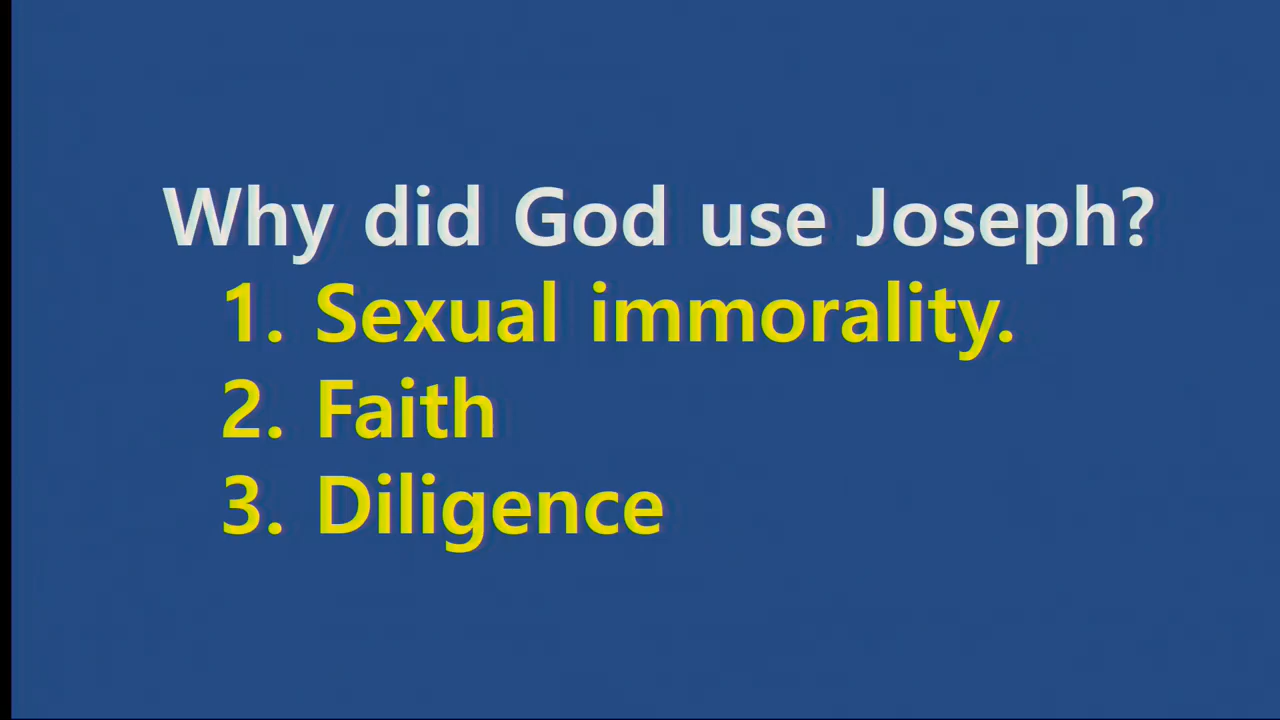 Why did God use Joseph?
1. Sexual immorality.
2. Faith
3. Diligence